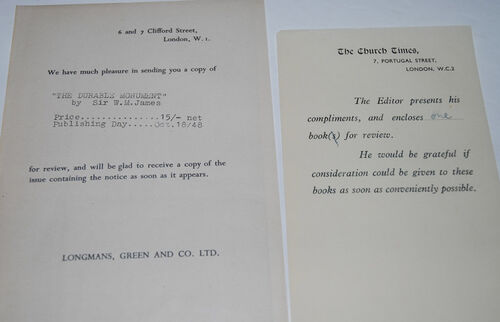 6 and 7 Clifford Street,
London, W.1.
We have much pleasure in sending you a copy of
"THE DURABLE MONUMENT"
by Sir W.M.James
Price...............15/- net
Publishing Day.....Oct.18/48
for review, and will be glad to receive a copy of the
issue containing the notice as soon as it appears.
LONGMANS, GREEN AND CO. LTD.
The Church Times,
7, PORTUGAL STREET,
LONDON, W.C.2
The Editor presents his
compliments, and encloses one
book(s) for review.
He would be grateful if
consideration could be given to these
books as soon as conveniently possible.